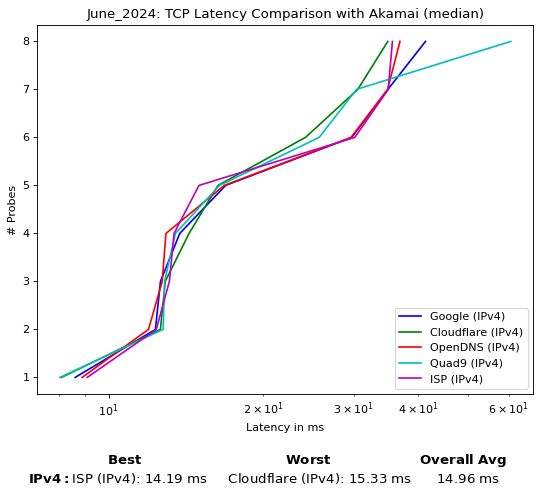 June_2024: TCP Latency Comparison with Akamai (median)
8
7
6
5
4
3
2
1
# Probes
Google (IPv4)
Cloudflare (IPv4)
OpenDNS (IPv4)
Quad9 (IPv4)
ISP (IPv4)
10¹ 2 × 10¹ 3 × 10¹ 4 × 10¹ 6 × 10¹
Latency in ms
Best Worst Overall Avg
IPv4: ISP (IPv4): 14.19 ms Cloudflare (IPv4): 15.33 ms 14.96 ms